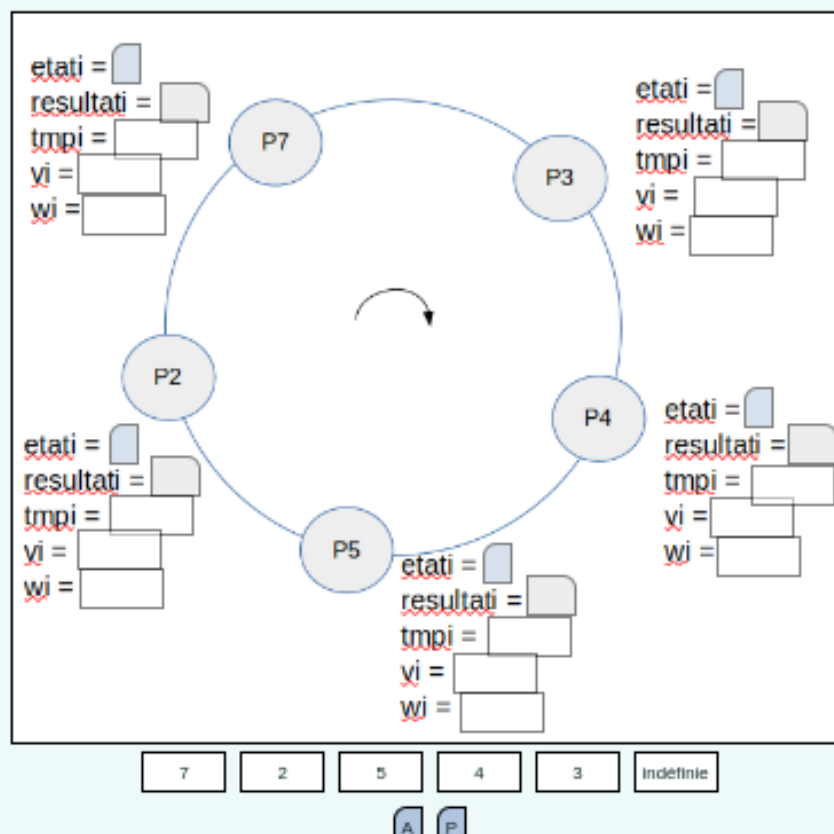 etati =
resultati =
tmpi =
vi =
wi =
P7
etati =
resultati =
tmpi =
vi =
wi =
P3
P2
P4
etati =
resultati =
tmpi =
vi =
wi =
etati =
resultati =
tmpi =
vi =
wi =
P5
etati =
resultati =
tmpi =
vi =
wi =
7 2 5 4 3 indéfinie
A P